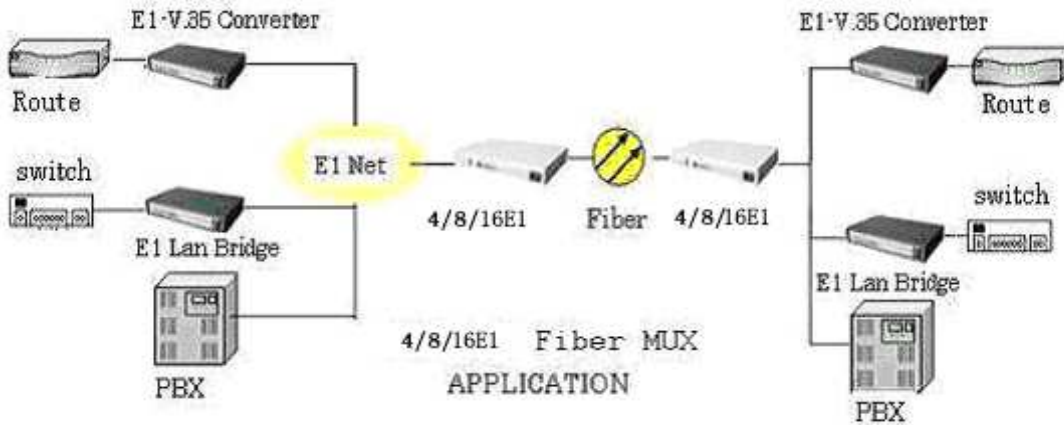 E1-V.35 Converter
E1-V.35 Converter
Route
Route
E1 Net
switch
switch
4/8/16E1
Fiber
4/8/16E1
E1 Lan Bridge
E1 Lan Bridge
4/8/16E1 Fiber MUX
APPLICATION
PBX
PBX